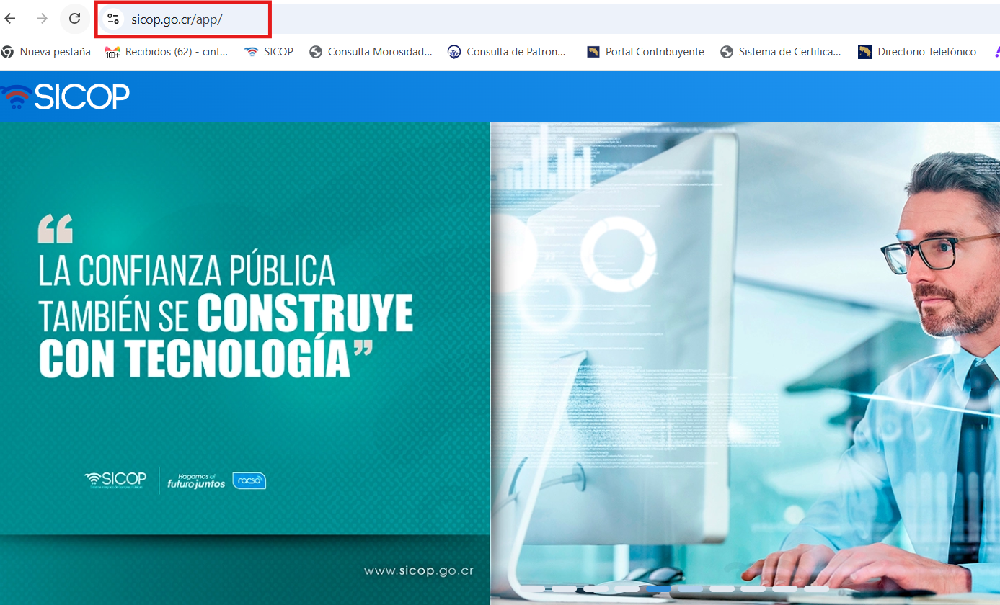 sicop.go.cr/app/
Nueva pestaña
100+
Recibidos (62) - cint...
SICOP
Consulta Morosidad...
Consulta de Patron...
Portal Contribuyente
Sistema de Certifica...
Directorio Telefónico
SICOP
“
LA CONFIANZA PÚBLICA
TAMBIÉN SE CONSTRUYE
CON TECNOLOGÍA”
SICOP
Hagamos el
futuro juntos
racsa
www.sicop.go.cr